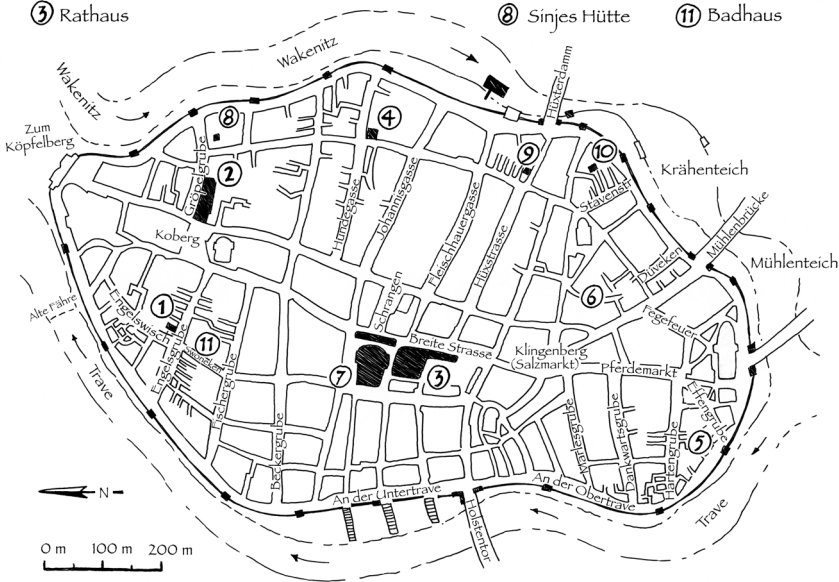 ③ Rathaus
⑧ Sinjes Hütte
⑪ Badhaus
Wakenitz
Wakenitz
Hüxterdamm
Zum
Köpfelberg
⑧
④
⑨
⑩
②
Krähenteich
Gröpelgrube
Hundegasse
Johannisgasse
Fleischhauergasse
Hüxstrasse
Stavenstr.
Mühlenbrücke
Koberg
Düveken
Mühlenteich
Alte Fähre
①
Engelswisch
⑪
Engelsgrube
Fischergrube
Schrangen
Breite Strasse
⑥
Fegefeuer
Klingenberg
(Salzmarkt)
Pferdemarkt
⑦
③
Trave
Beckergrube
Marlesgrube
Dankwartsgrube
Hartengrube
Effengrube
⑤
N
An der Untertrave
Holstentor
An der Obertrave
Trave
0 m 100 m 200 m